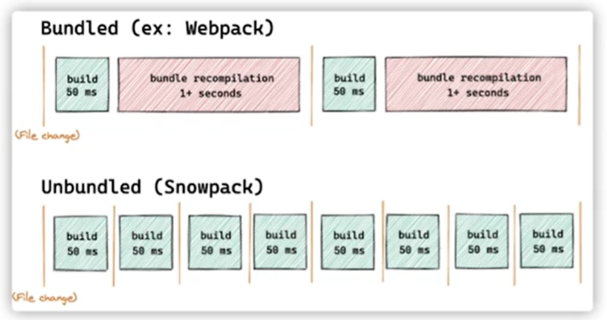 Bundled (ex: Webpack)
build
50 ms
bundle recompilation
1+ seconds
build
50 ms
bundle recompilation
1+ seconds
(File change)
Unbundled (Snowpack)
build
50 ms
build
50 ms
build
50 ms
build
50 ms
build
50 ms
build
50 ms
build
50 ms
build
50 ms
(File change)